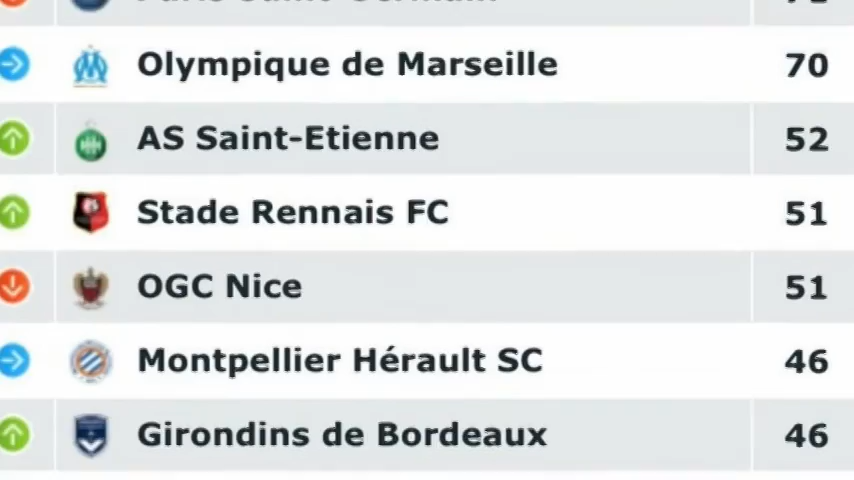 Olympique de Marseille 70
AS Saint-Etienne 52
Stade Rennais FC 51
OGC Nice 51
Montpellier Hérault SC 46
Girondins de Bordeaux 46